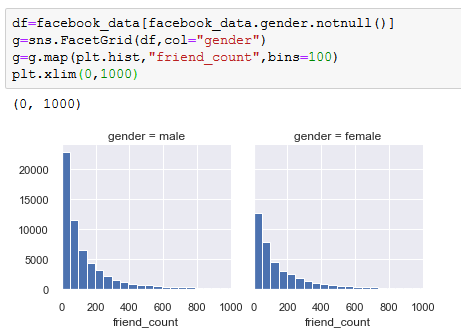 df=facebook_data[facebook_data.gender.notnull()]
g=sns.FacetGrid(df,col="gender")
g=g.map(plt.hist,"friend_count",bins=100)
plt.xlim(0,1000)
(0, 1000)
gender = male
gender = female
20000
15000
10000
5000
0
0 200 400 600 800 1000
0 200 400 600 800 1000
friend_count
friend_count